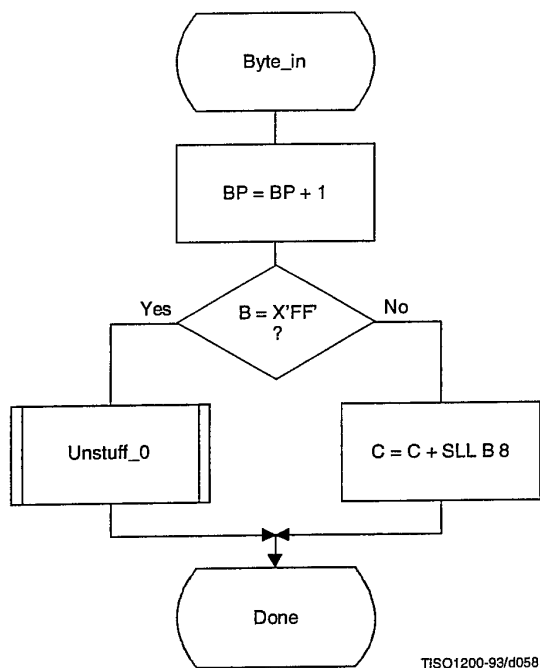 Byte_in
BP = BP + 1
B = X'FF'
?
Yes
No
Unstuff_0
C = C + SLL B 8
Done
TISO1200-93/d058